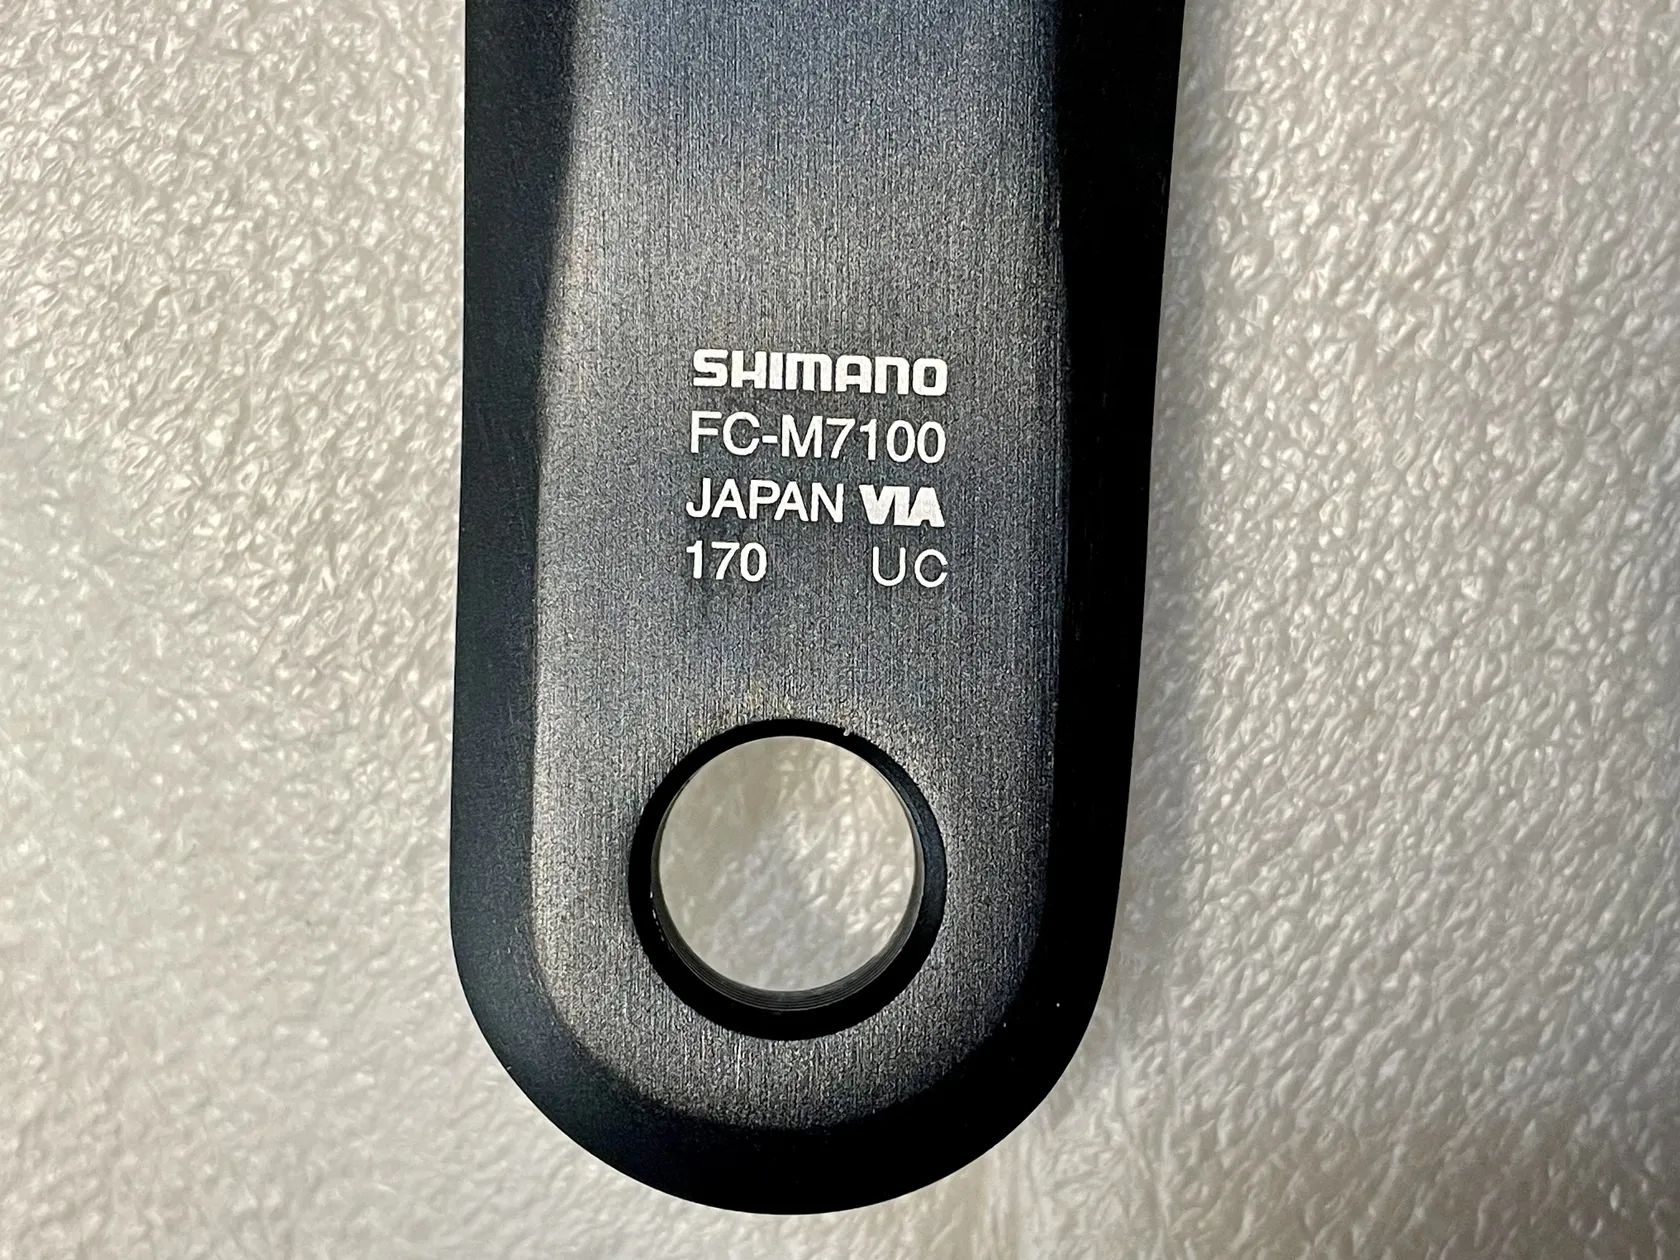 SHIMANO
FC-M7100
JAPAN VIA
170 UC